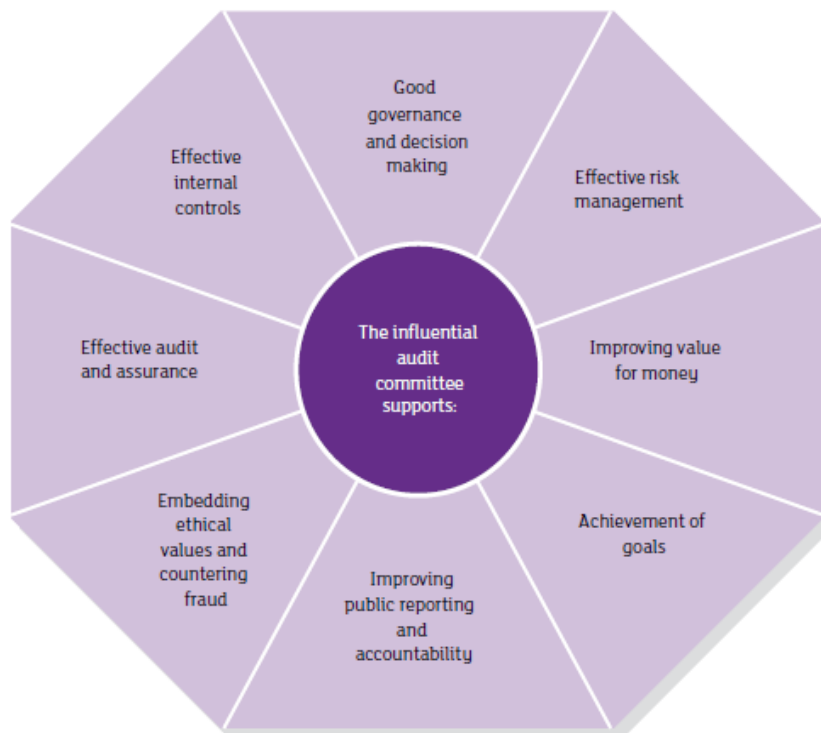 Good
governance
and decision
making
Effective risk
management
Improving value
for money
Achievement of
goals
Improving
public reporting
and
accountability
Embedding
ethical
values and
countering
fraud
Effective audit
and assurance
Effective
internal
controls
The influential
audit
committee
supports: